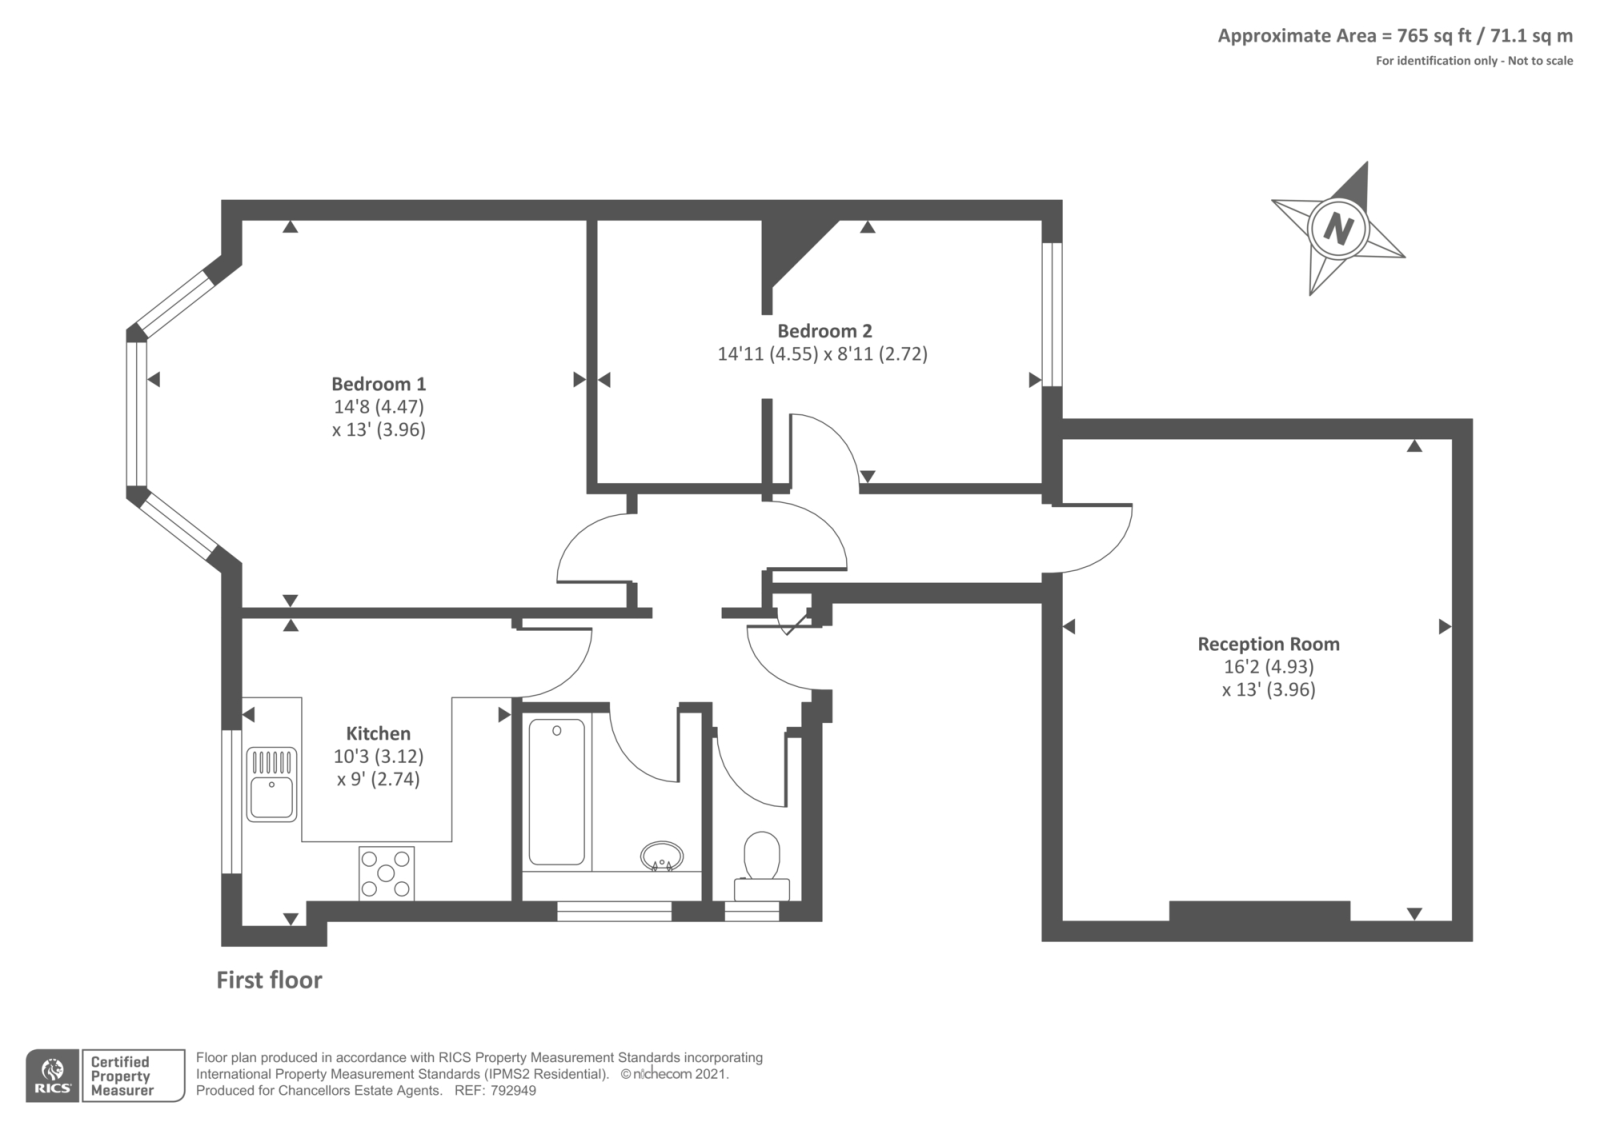 Approximate Area = 765 sq ft / 71.1 sq m
For identification only - Not to scale
N
Bedroom 2
14'11 (4.55) x 8'11 (2.72)
Bedroom 1
14'8 (4.47)
x 13' (3.96)
Reception Room
16'2 (4.93)
x 13' (3.96)
Kitchen
10'3 (3.12)
x 9' (2.74)
First floor
RICS
Certified
Property
Measurer
Floor plan produced in accordance with RICS Property Measurement Standards incorporating
International Property Measurement Standards (IPMS2 Residential). © nichecom 2021.
Produced for Chancellors Estate Agents. REF: 792949